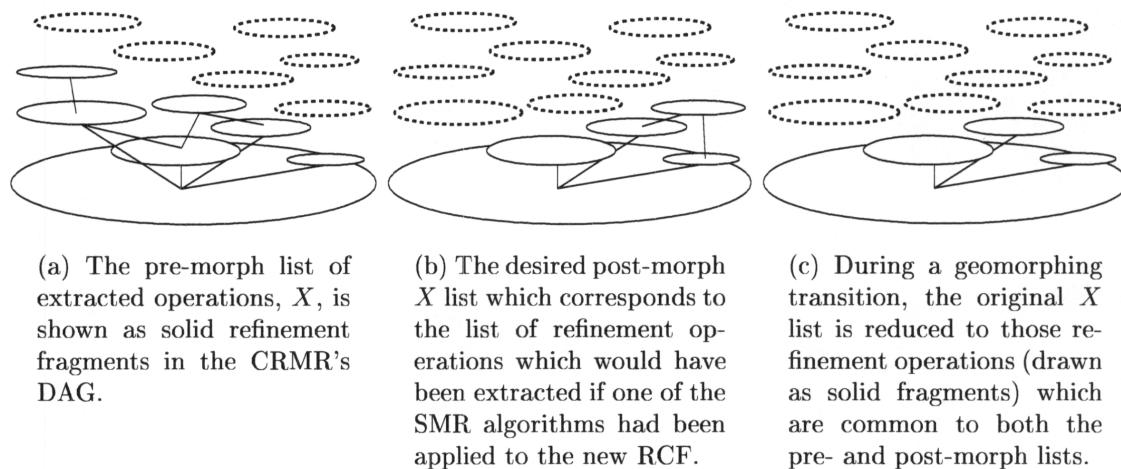 (a) The pre-morph list of
extracted operations, X, is
shown as solid refinement
fragments in the CRMR's
DAG.
(b) The desired post-morph
X list which corresponds to
the list of refinement op-
erations which would have
been extracted if one of the
SMR algorithms had been
applied to the new RCF.
(c) During a geomorphing
transition, the original X
list is reduced to those re-
finement operations (drawn
as solid fragments) which
are common to both the
pre- and post-morph lists.